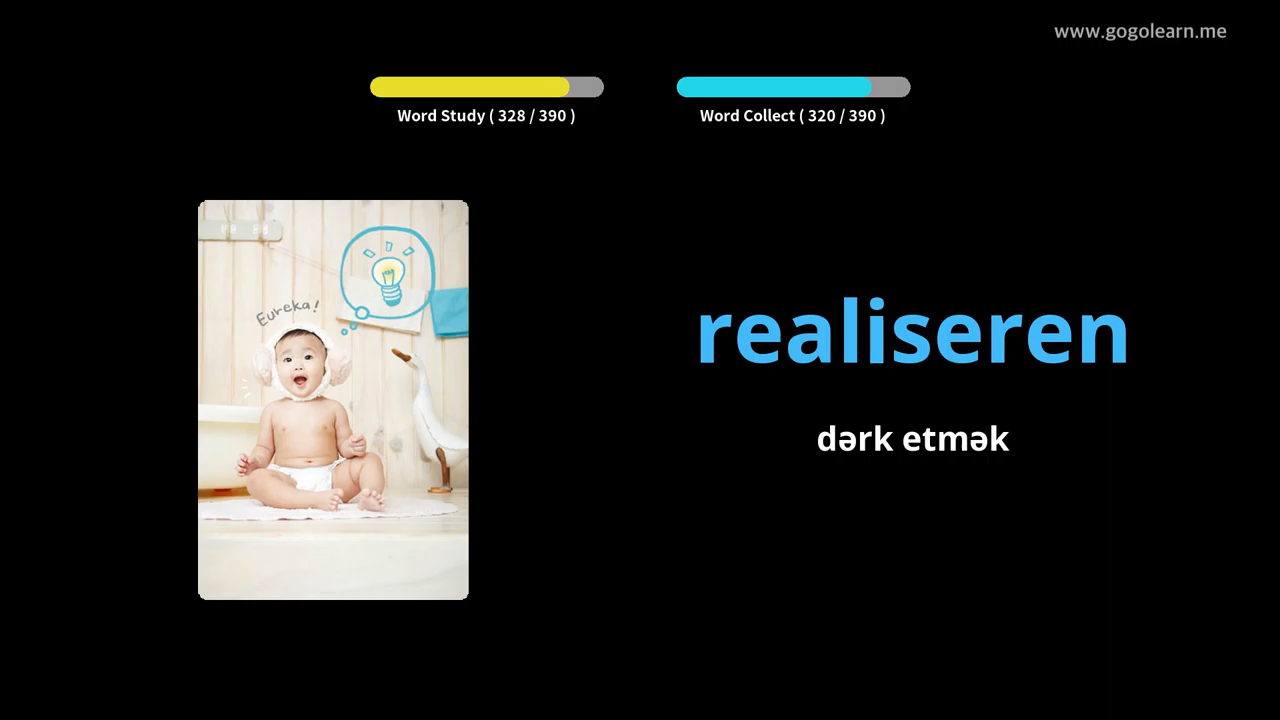 www.gogolearn.me
Word Study ( 328 / 390 )
Word Collect ( 320 / 390 )
Eureka!
realiseren
dərk etmək